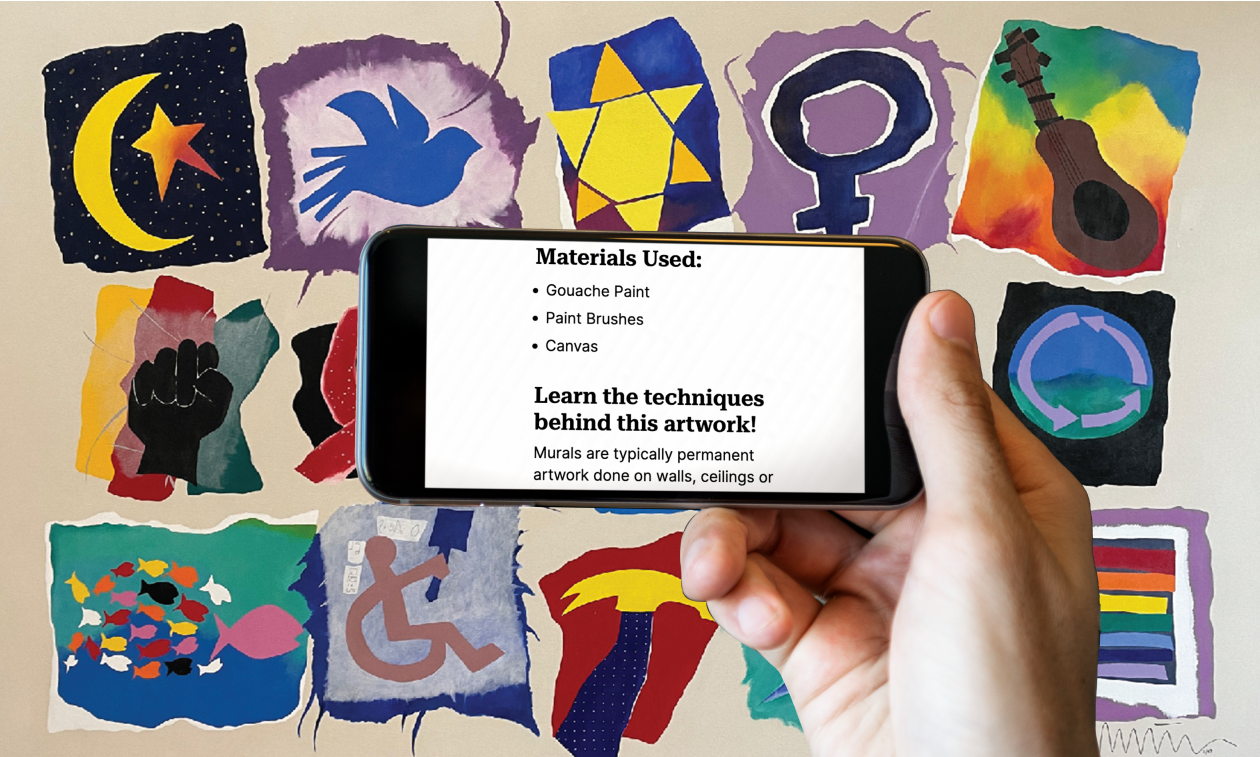 Materials Used:
• Gouache Paint
• Paint Brushes
• Canvas
Learn the techniques
behind this artwork!
Murals are typically permanent
artwork done on walls, ceilings or